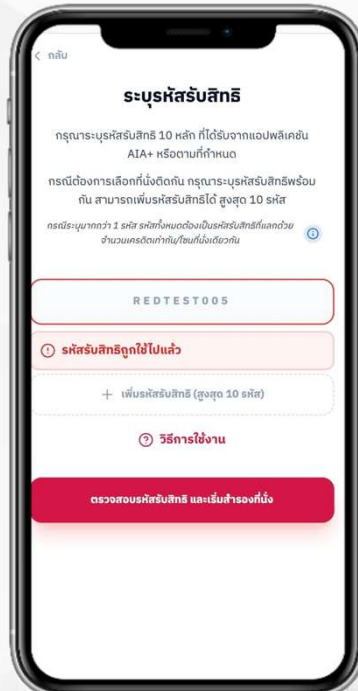 กลับ
ระบุรหัสรับสิทธิ
กรุณาระบุรหัสรับสิทธิ 10 หลัก ที่ได้รับจากแอปพลิเคชัน
AIA+ หรือตามที่กำหนด
กรณีต้องการเลือกที่นั่งติดกัน กรุณาระบุรหัสรับสิทธิพร้อม
กัน สามารถเพิ่มรหัสรับสิทธิได้ สูงสุด 10 รหัส
กรณีระบุมากกว่า 1 รหัส รหัสทั้งหมดต้องเป็นรหัสรับสิทธิที่แลกด้วย
จำนวนเครดิตเท่ากัน/โซนที่นั่งเดียวกัน
REDTEST005
รหัสรับสิทธิถูกใช้ไปแล้ว
+ เพิ่มรหัสรับสิทธิ (สูงสุด 10 รหัส)
วิธีการใช้งาน
ตรวจสอบรหัสรับสิทธิ และเริ่มสำรองที่นั่ง